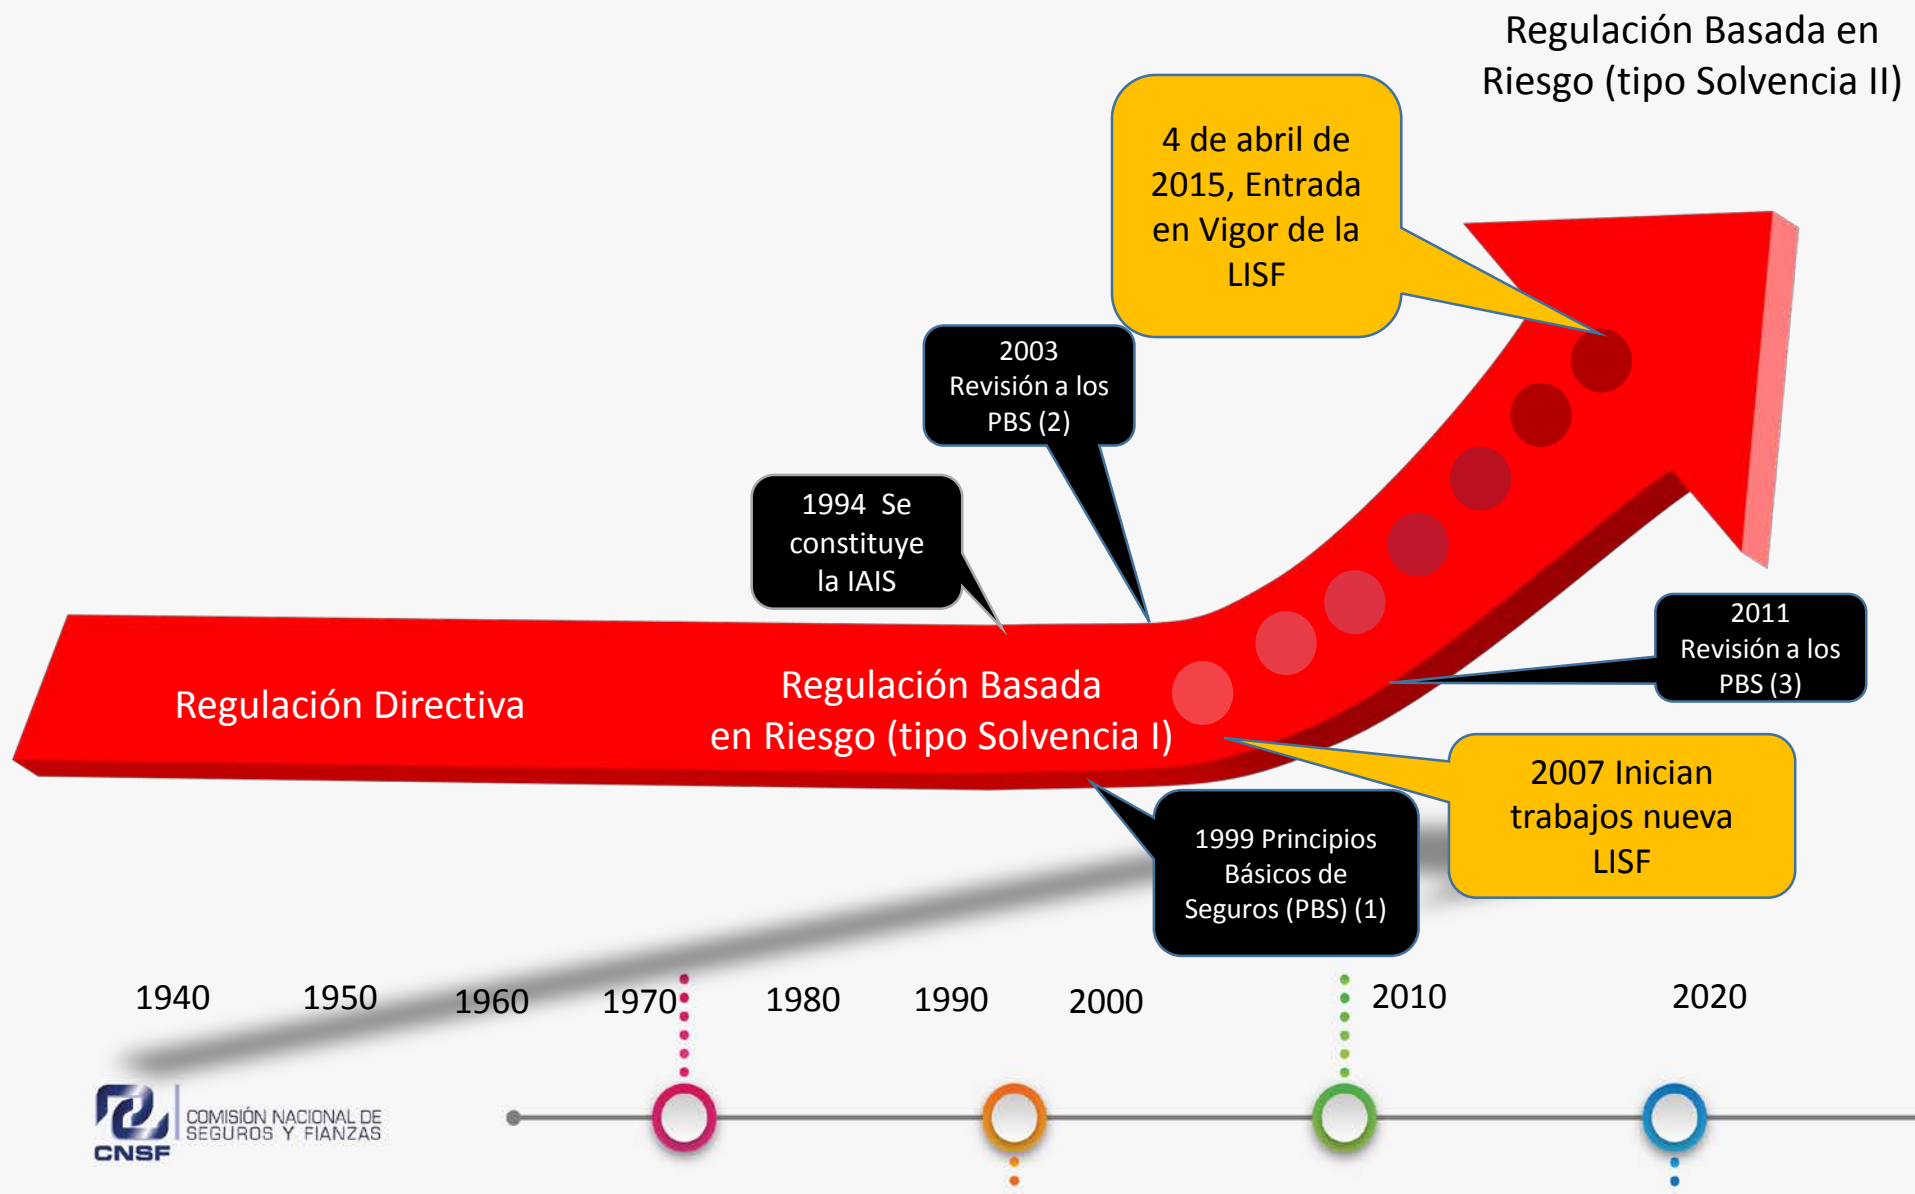 Regulación Basada en
Riesgo (tipo Solvencia II)
4 de abril de
2015, Entrada
en Vigor de la
LISF
2003
Revisión a los
PBS (2)
1994  Se
constituye
la IAIS
2011
Revisión a los
PBS (3)
Regulación Directiva
Regulación Basada
en Riesgo (tipo Solvencia I)
2007 Inician
trabajos nueva
LISF
1999 Principios
Básicos de
Seguros (PBS) (1)
1940 1950 1960 1970 1980 1990 2000 2010 2020
COMISIÓN NACIONAL DE
SEGUROS Y FIANZAS
CNSF